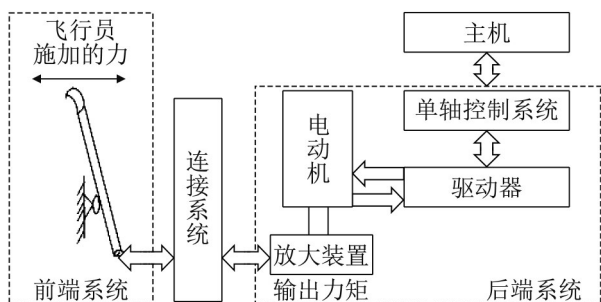 飞行员
施加的力
主机
单轴控制系统
电动机
连接系统
驱动器
放大装置
前端系统
输出力矩
后端系统